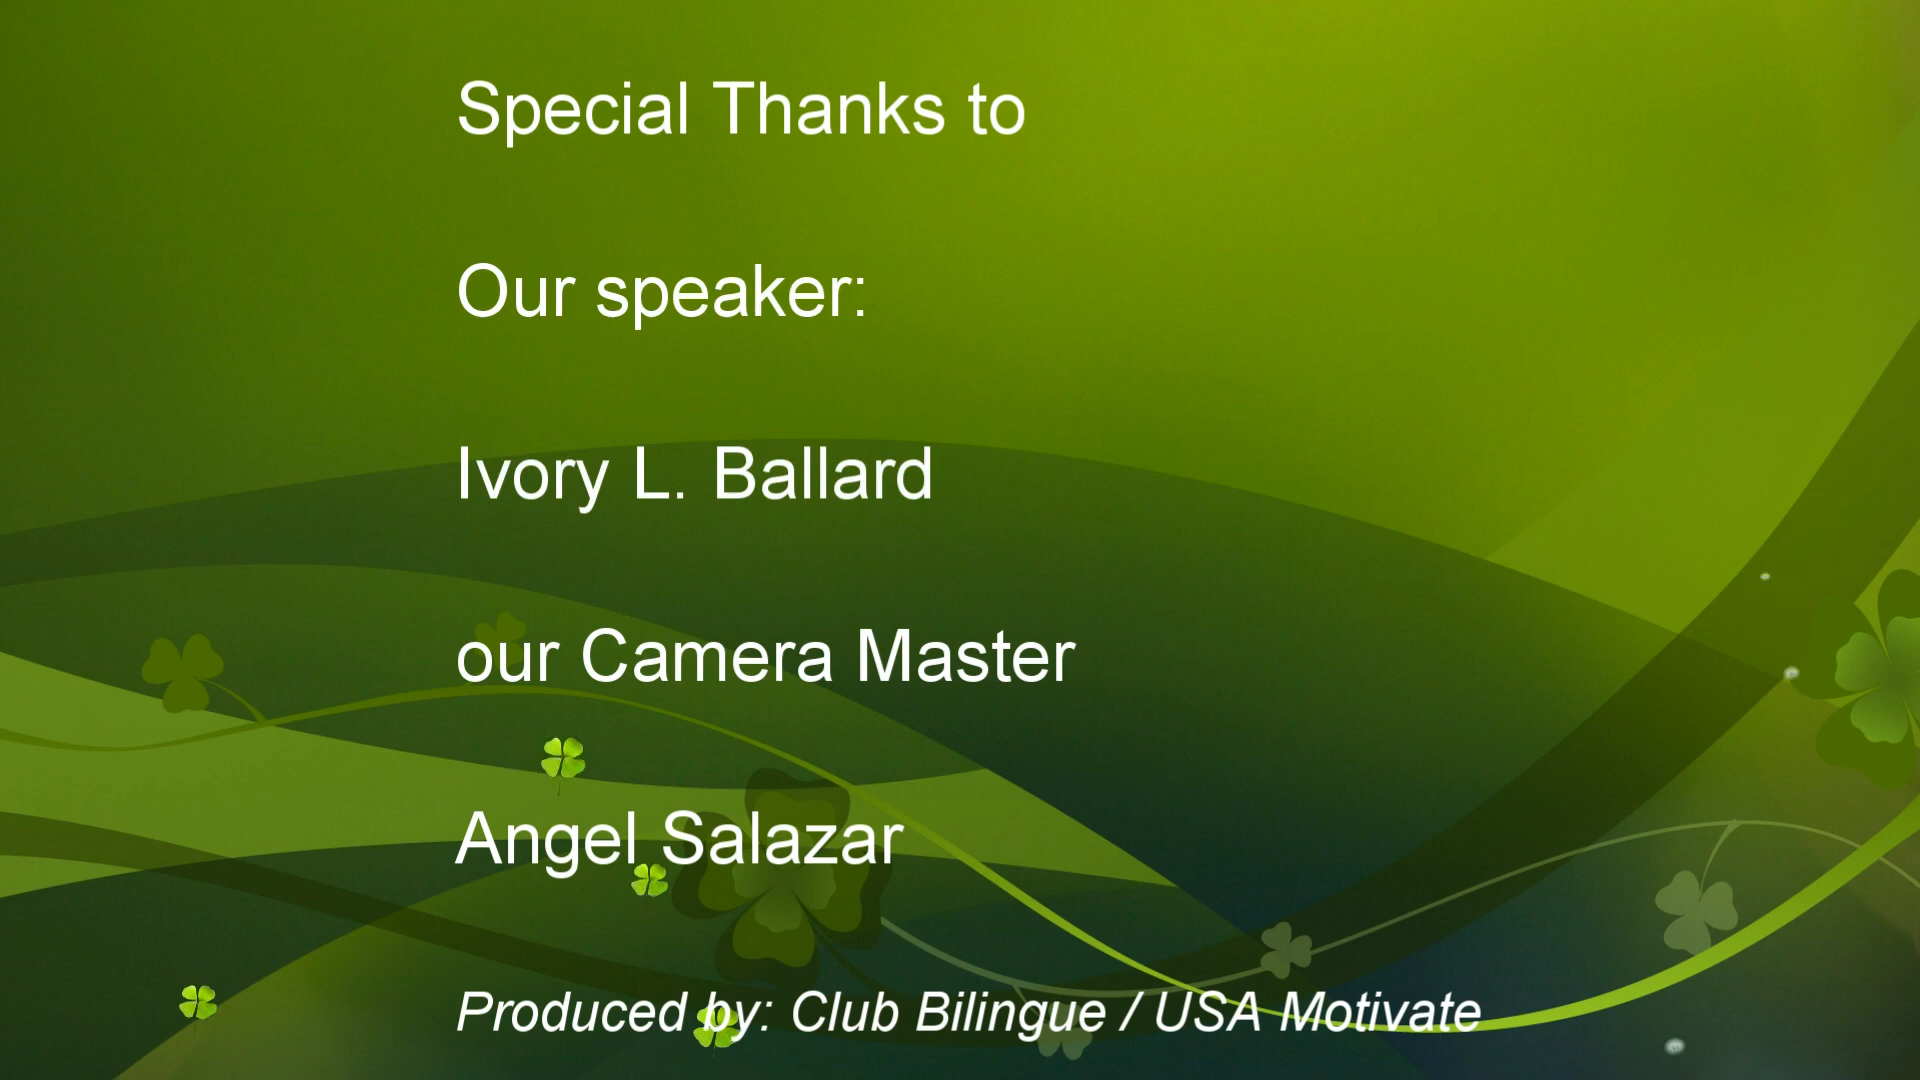 Special Thanks to
Our speaker:
Ivory L. Ballard
our Camera Master
Angel Salazar
Produced by: Club Bilingue / USA Motivate